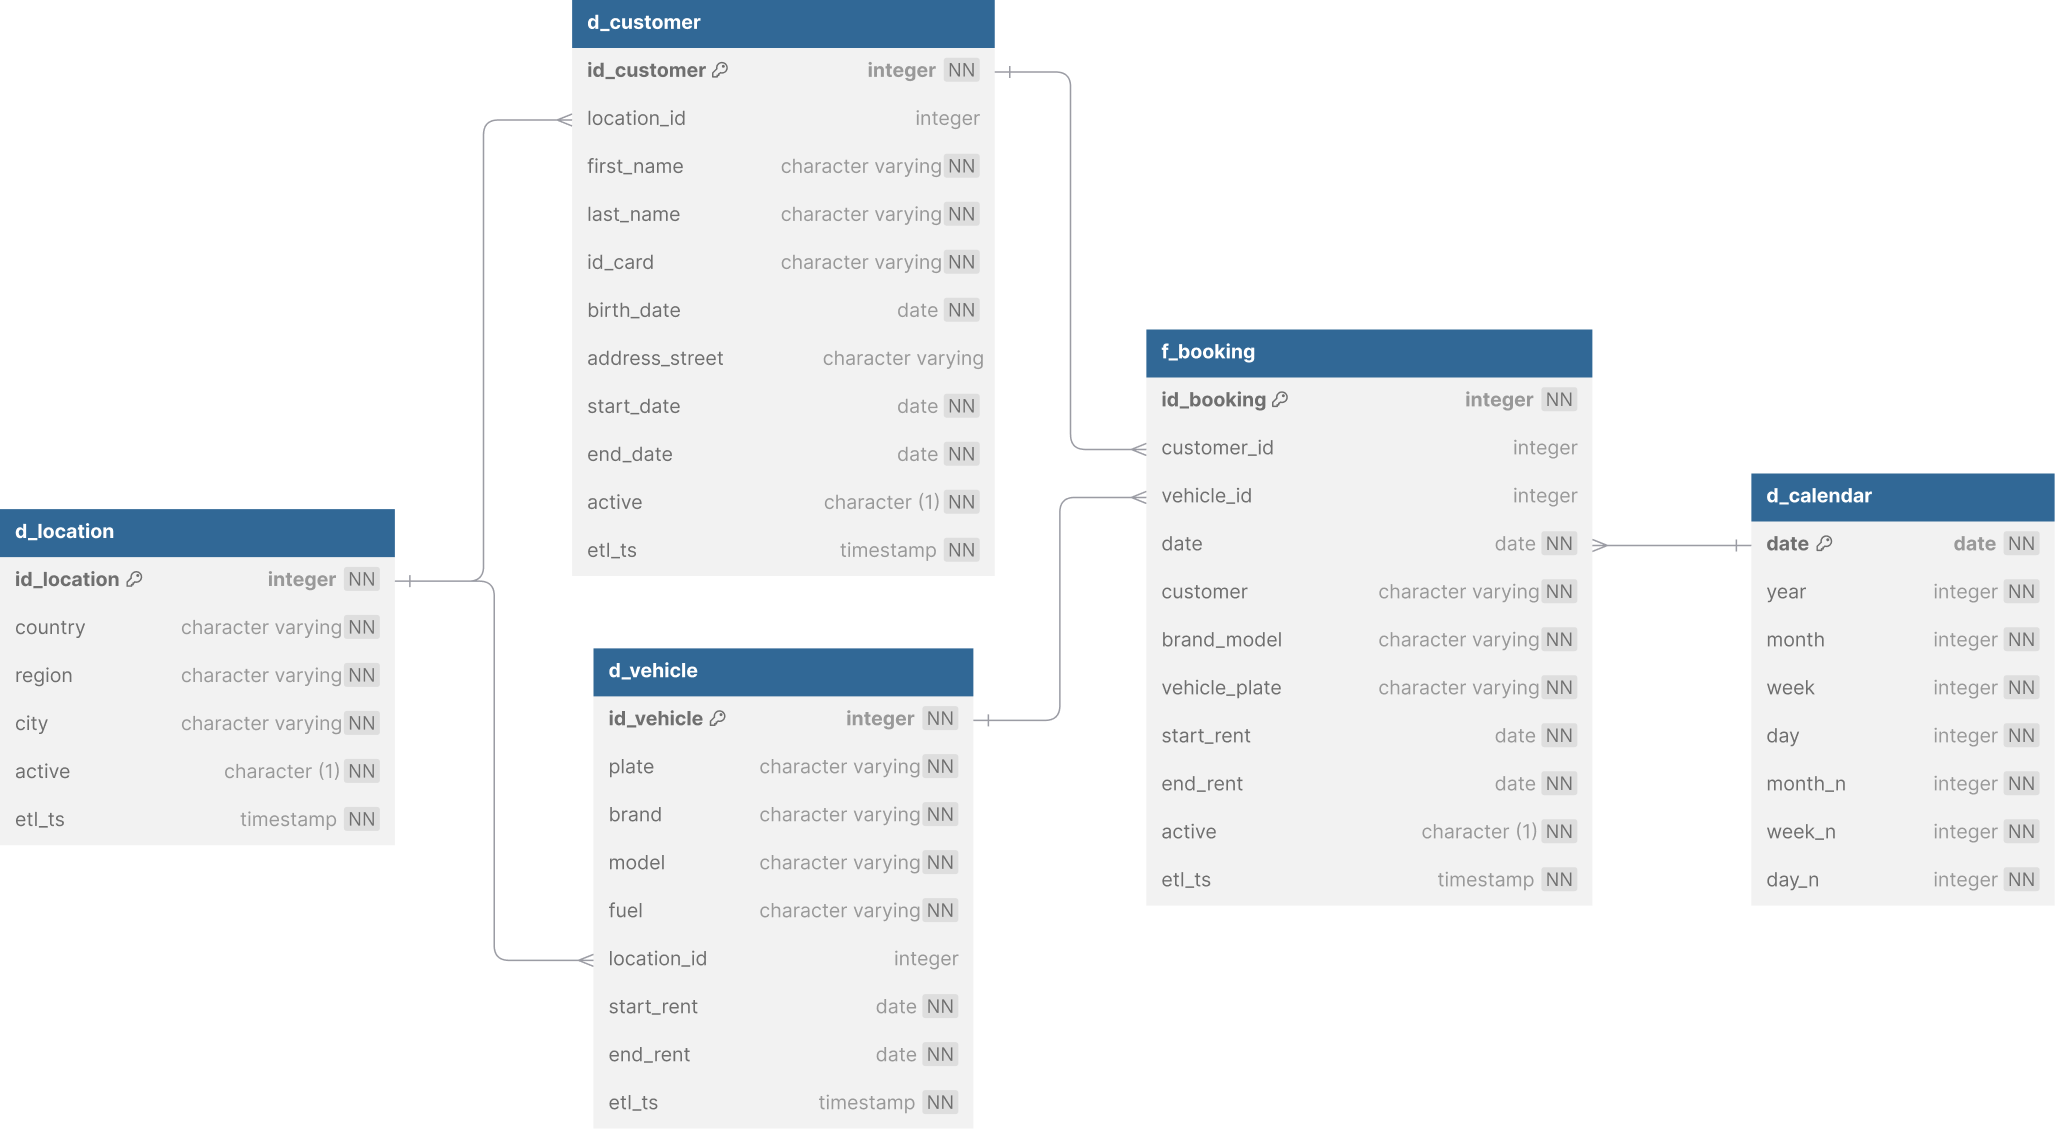 d_customer
id_customer integer NN
location_id integer
first_name character varying NN
last_name character varying NN
id_card character varying NN
birth_date date NN
address_street character varying
start_date date NN
end_date date NN
active character (1) NN
etl_ts timestamp NN
d_location
id_location integer NN
country character varying NN
region character varying NN
city character varying NN
active character (1) NN
etl_ts timestamp NN
d_vehicle
id_vehicle integer NN
plate character varying NN
brand character varying NN
model character varying NN
fuel character varying NN
location_id integer
start_rent date NN
end_rent date NN
etl_ts timestamp NN
f_booking
id_booking integer NN
customer_id integer
vehicle_id integer
date date NN
customer character varying NN
brand_model character varying NN
vehicle_plate character varying NN
start_rent date NN
end_rent date NN
active character (1) NN
etl_ts timestamp NN
d_calendar
date date NN
year integer NN
month integer NN
week integer NN
day integer NN
month_n integer NN
week_n integer NN
day_n integer NN